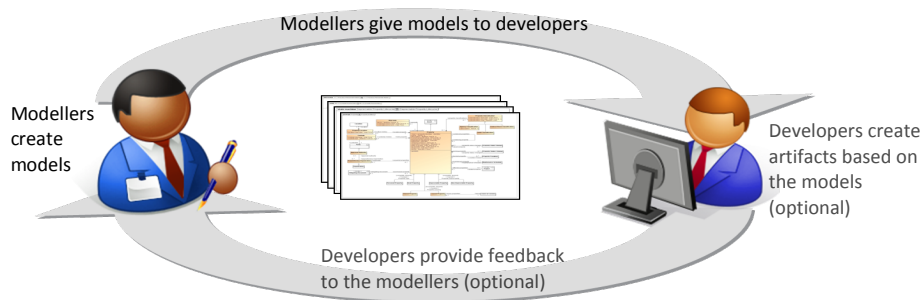 Modellers give models to developers
Modellers
create
models
Developers create
artifacts based on
the models
(optional)
Developers provide feedback
to the modellers (optional)